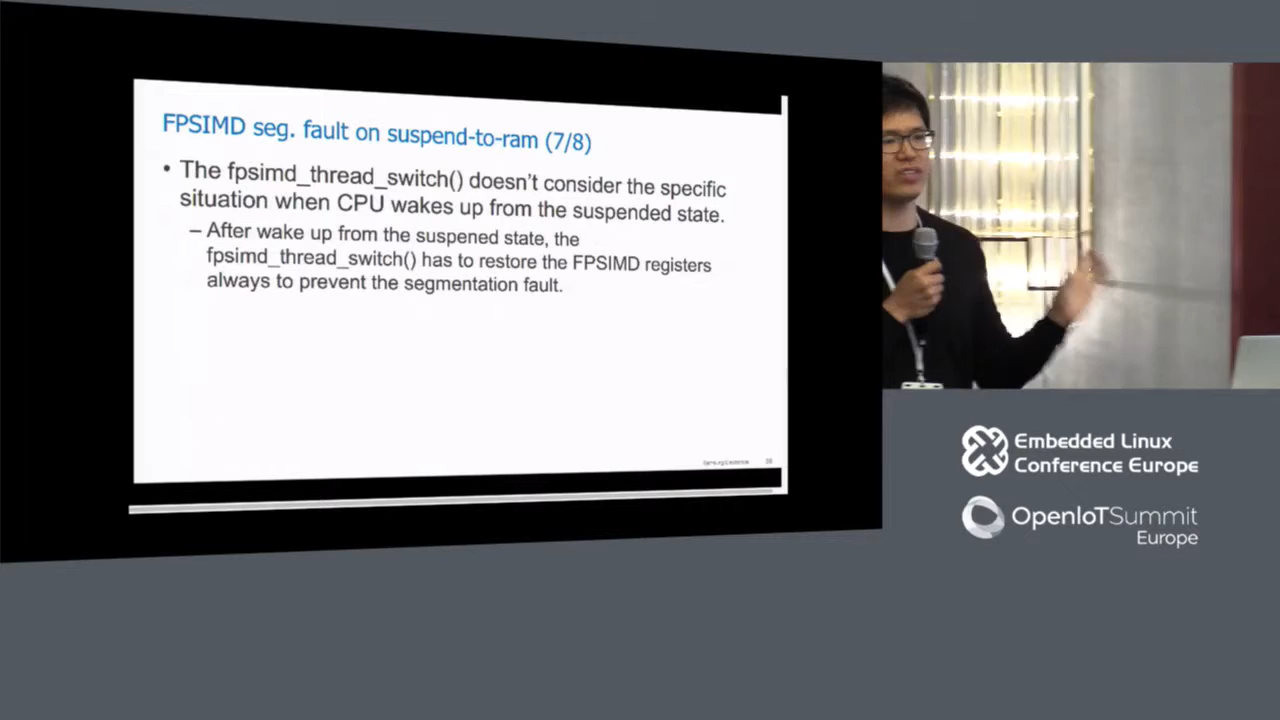 FPSIMD seg. fault on suspend-to-ram (7/8)
• The fpsimd_thread_switch() doesn't consider the specific
situation when CPU wakes up from the suspended state.
– After wake up from the suspened state, the
fpsimd_thread_switch() has to restore the FPSIMD registers
always to prevent the segmentation fault.
Embedded Linux
Conference Europe
OpenIoTSummit
Europe